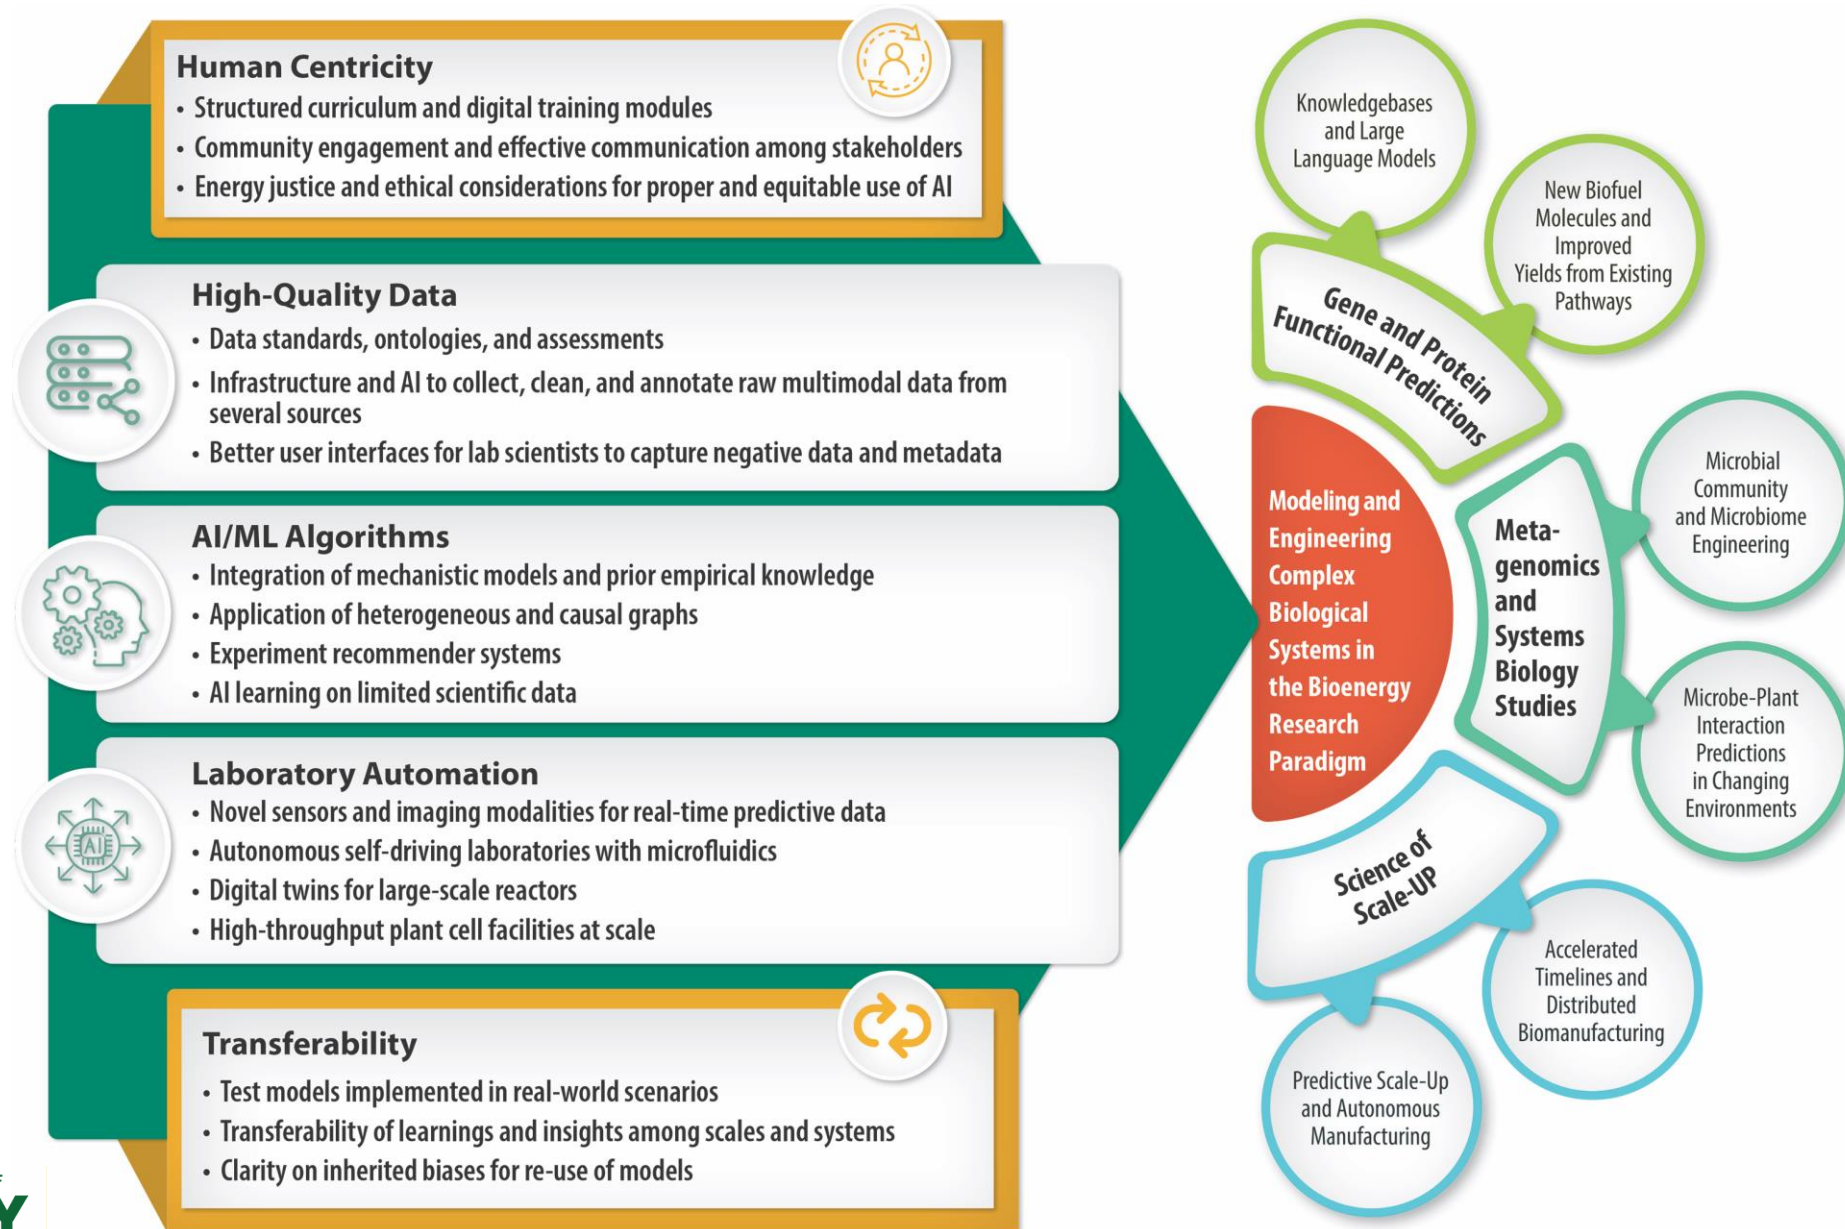 Human Centricity
• Structured curriculum and digital training modules
• Community engagement and effective communication among stakeholders
• Energy justice and ethical considerations for proper and equitable use of AI
High-Quality Data
• Data standards, ontologies, and assessments
• Infrastructure and AI to collect, clean, and annotate raw multimodal data from
several sources
• Better user interfaces for lab scientists to capture negative data and metadata
AI/ML Algorithms
• Integration of mechanistic models and prior empirical knowledge
• Application of heterogeneous and causal graphs
• Experiment recommender systems
• AI learning on limited scientific data
Laboratory Automation
• Novel sensors and imaging modalities for real-time predictive data
• Autonomous self-driving laboratories with microfluidics
• Digital twins for large-scale reactors
• High-throughput plant cell facilities at scale
AI
Transferability
• Test models implemented in real-world scenarios
• Transferability of learnings and insights among scales and systems
• Clarity on inherited biases for re-use of models
Modeling and
Engineering
Complex
Biological
Systems in
the Bioenergy
Research
Paradigm
Gene and Protein
Functional Predictions
Knowledgebases
and Large
Language Models
New Biofuel
Molecules and
Improved
Yields from Existing
Pathways
Meta-
genomics
and
Systems
Biology
Studies
Microbial
Community
and Microbiome
Engineering
Microbe-Plant
Interaction
Predictions
in Changing
Environments
Science of
Scale-UP
Accelerated
Timelines and
Distributed
Biomanufacturing
Predictive Scale-Up
and Autonomous
Manufacturing
Y